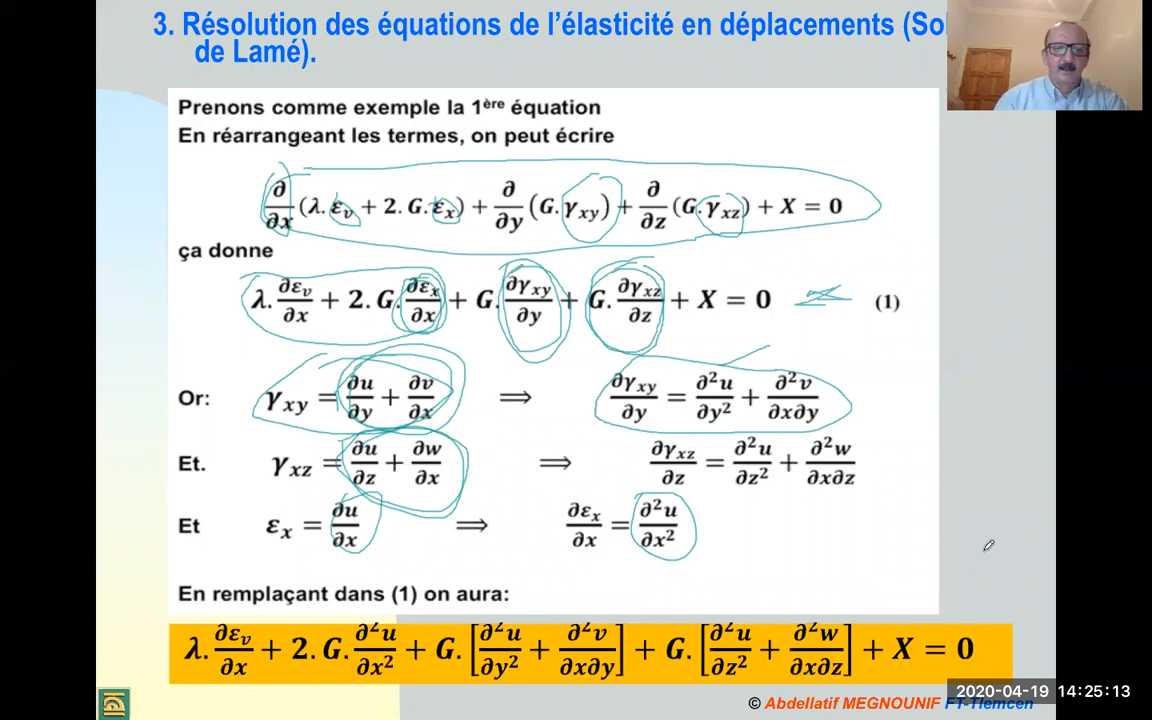 3. Résolution des équations de l'élasticité en déplacements
de Lamé).
Prenons comme exemple la 1ère équation
En réarrangeant les termes, on peut écrire
∂/∂x (λ. εv + 2. G. εx) + ∂/∂y (G. γxy) + ∂/∂z (G. γxz) + X = 0
ça donne
λ. ∂εv/∂x + 2. G. ∂εx/∂x + G. ∂γxy/∂y + G. ∂γxz/∂z + X = 0 (1)
Or: γxy = ∂u/∂y + ∂v/∂x ⟹ ∂γxy/∂y = ∂²u/∂y² + ∂²v/∂x∂y
Et. γxz = ∂u/∂z + ∂w/∂x ⟹ ∂γxz/∂z = ∂²u/∂z² + ∂²w/∂x∂z
Et εx = ∂u/∂x ⟹ ∂εx/∂x = ∂²u/∂x²
En remplaçant dans (1) on aura:
λ. ∂εv/∂x + 2. G. ∂²u/∂x² + G. [∂²u/∂y² + ∂²v/∂x∂y] + G. [∂²u/∂z² + ∂²w/∂x∂z] + X = 0
2020-04-19 14:25:13
© Abdellatif MEGNOUNIF FT-Tlemcen